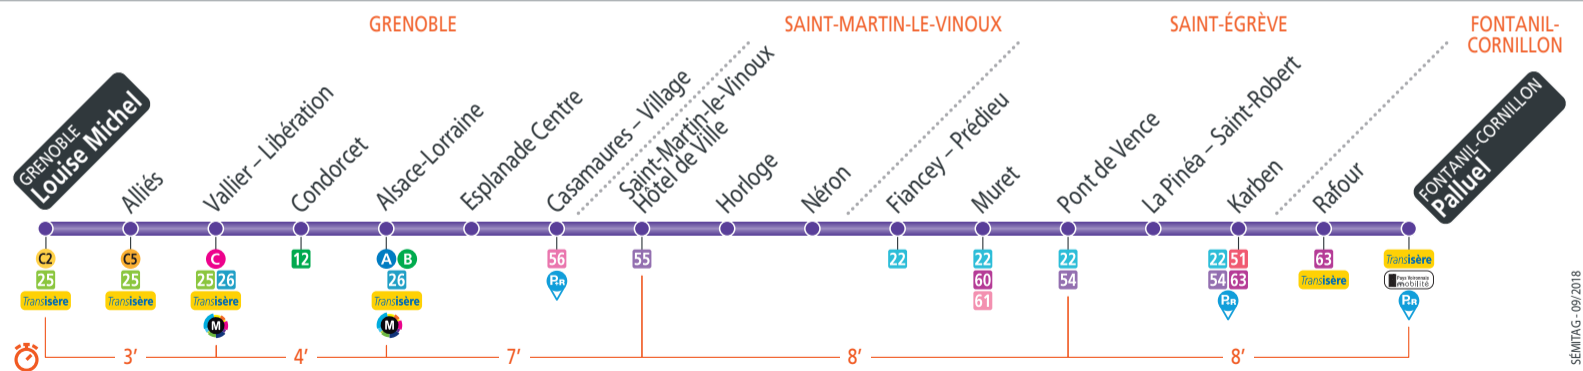 GRENOBLE
SAINT-MARTIN-LE-VINOUX
SAINT-ÉGRÈVE
FONTANIL-
CORNILLON
GRENOBLE
Louise Michel
Alliés
Vallier – Libération
Condorcet
Alsace-Lorraine
Esplanade Centre
Casamaures – Village
Saint-Martin-le-Vinoux
Hôtel de Ville
Horloge
Néron
Fiancey – Prédieu
Muret
Pont de Vence
La Pinéa – Saint-Robert
Karben
Rafour
FONTANIL-CORNILLON
Palluel
C2
25
Transisère
C5
25
Transisère
C
25 26
Transisère
M
12
A B
26
Transisère
M
56
P+R
55
22
22
60
61
22
54
22 51
54 63
P+R
63
Transisère
Transisère
Pays Voironnais
mobilité
P+R
3’
4’
7’
8’
8’
SÉMITAG - 09/2018